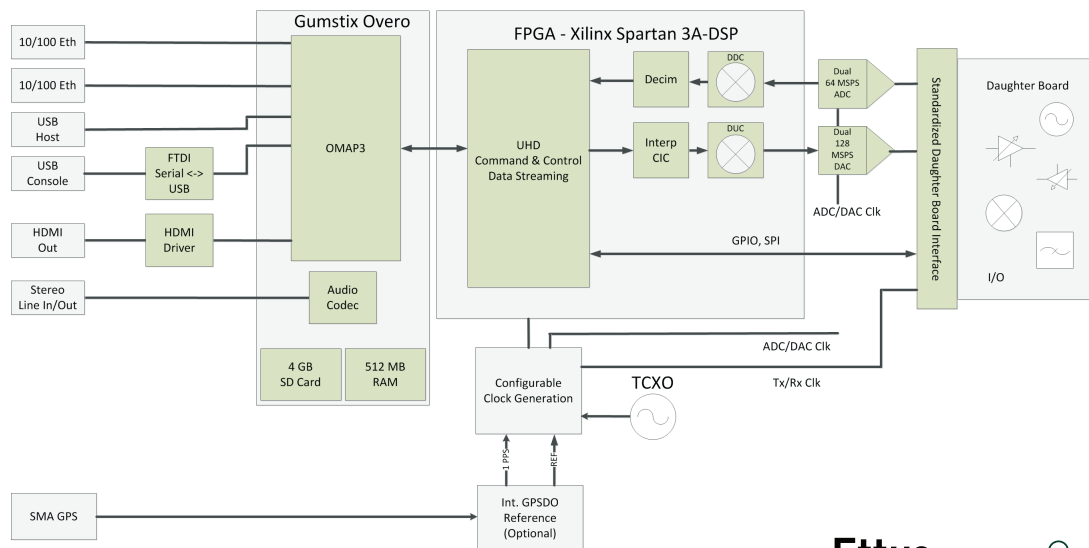 Gumstix Overo
FPGA - Xilinx Spartan 3A-DSP
10/100 Eth
10/100 Eth
USB
Host
USB
Console
FTDI
Serial <->
USB
HDMI
Out
HDMI
Driver
Stereo
Line In/Out
OMAP3
Audio
Codec
4 GB
SD Card
512 MB
RAM
UHD
Command & Control
Data Streaming
Decim
DDC
Interp
CIC
DUC
Dual
64 MSPS
ADC
Dual
128
MSPS
DAC
ADC/DAC Clk
GPIO, SPI
Standardized Daughter Board Interface
Daughter Board
I/O
ADC/DAC Clk
Tx/Rx Clk
Configurable
Clock Generation
TCXO
1 PPS
REF
SMA GPS
Int. GPSDO
Reference
(Optional)
Ettus